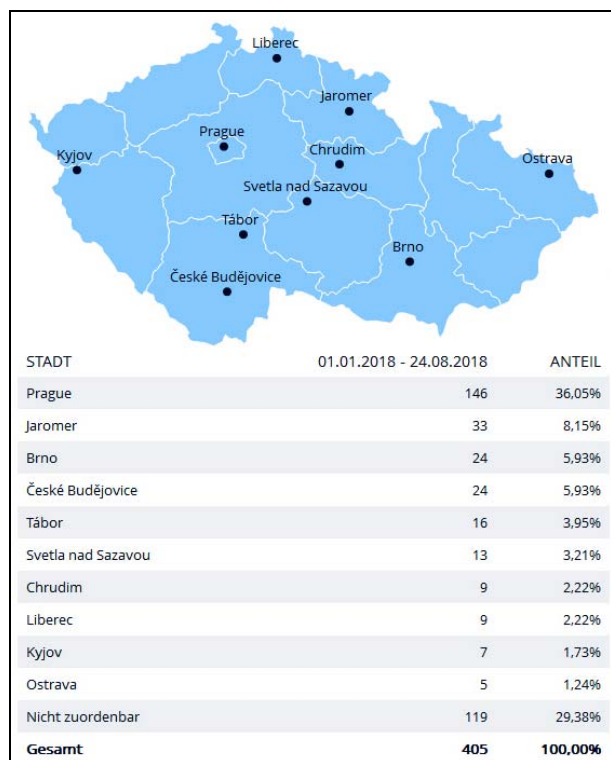 Liberec
Jaromer
Prague
Chrudim
Kyjov
Ostrava
Svetla nad Sazavou
Tábor
Brno
České Budějovice
STADT 01.01.2018 - 24.08.2018 ANTEIL
Prague 146 36,05%
Jaromer 33 8,15%
Brno 24 5,93%
České Budějovice 24 5,93%
Tábor 16 3,95%
Svetla nad Sazavou 13 3,21%
Chrudim 9 2,22%
Liberec 9 2,22%
Kyjov 7 1,73%
Ostrava 5 1,24%
Nicht zuordenbar 119 29,38%
Gesamt 405 100,00%